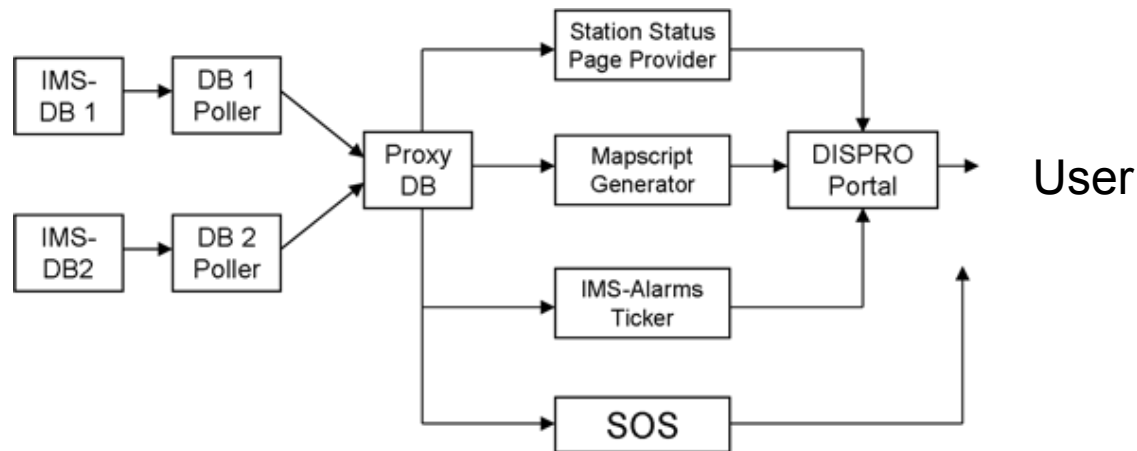 Station Status
Page Provider
IMS-
DB 1
DB 1
Poller
Proxy
DB
Mapscript
Generator
DISPRO
Portal
User
IMS-
DB2
DB 2
Poller
IMS-Alarms
Ticker
SOS